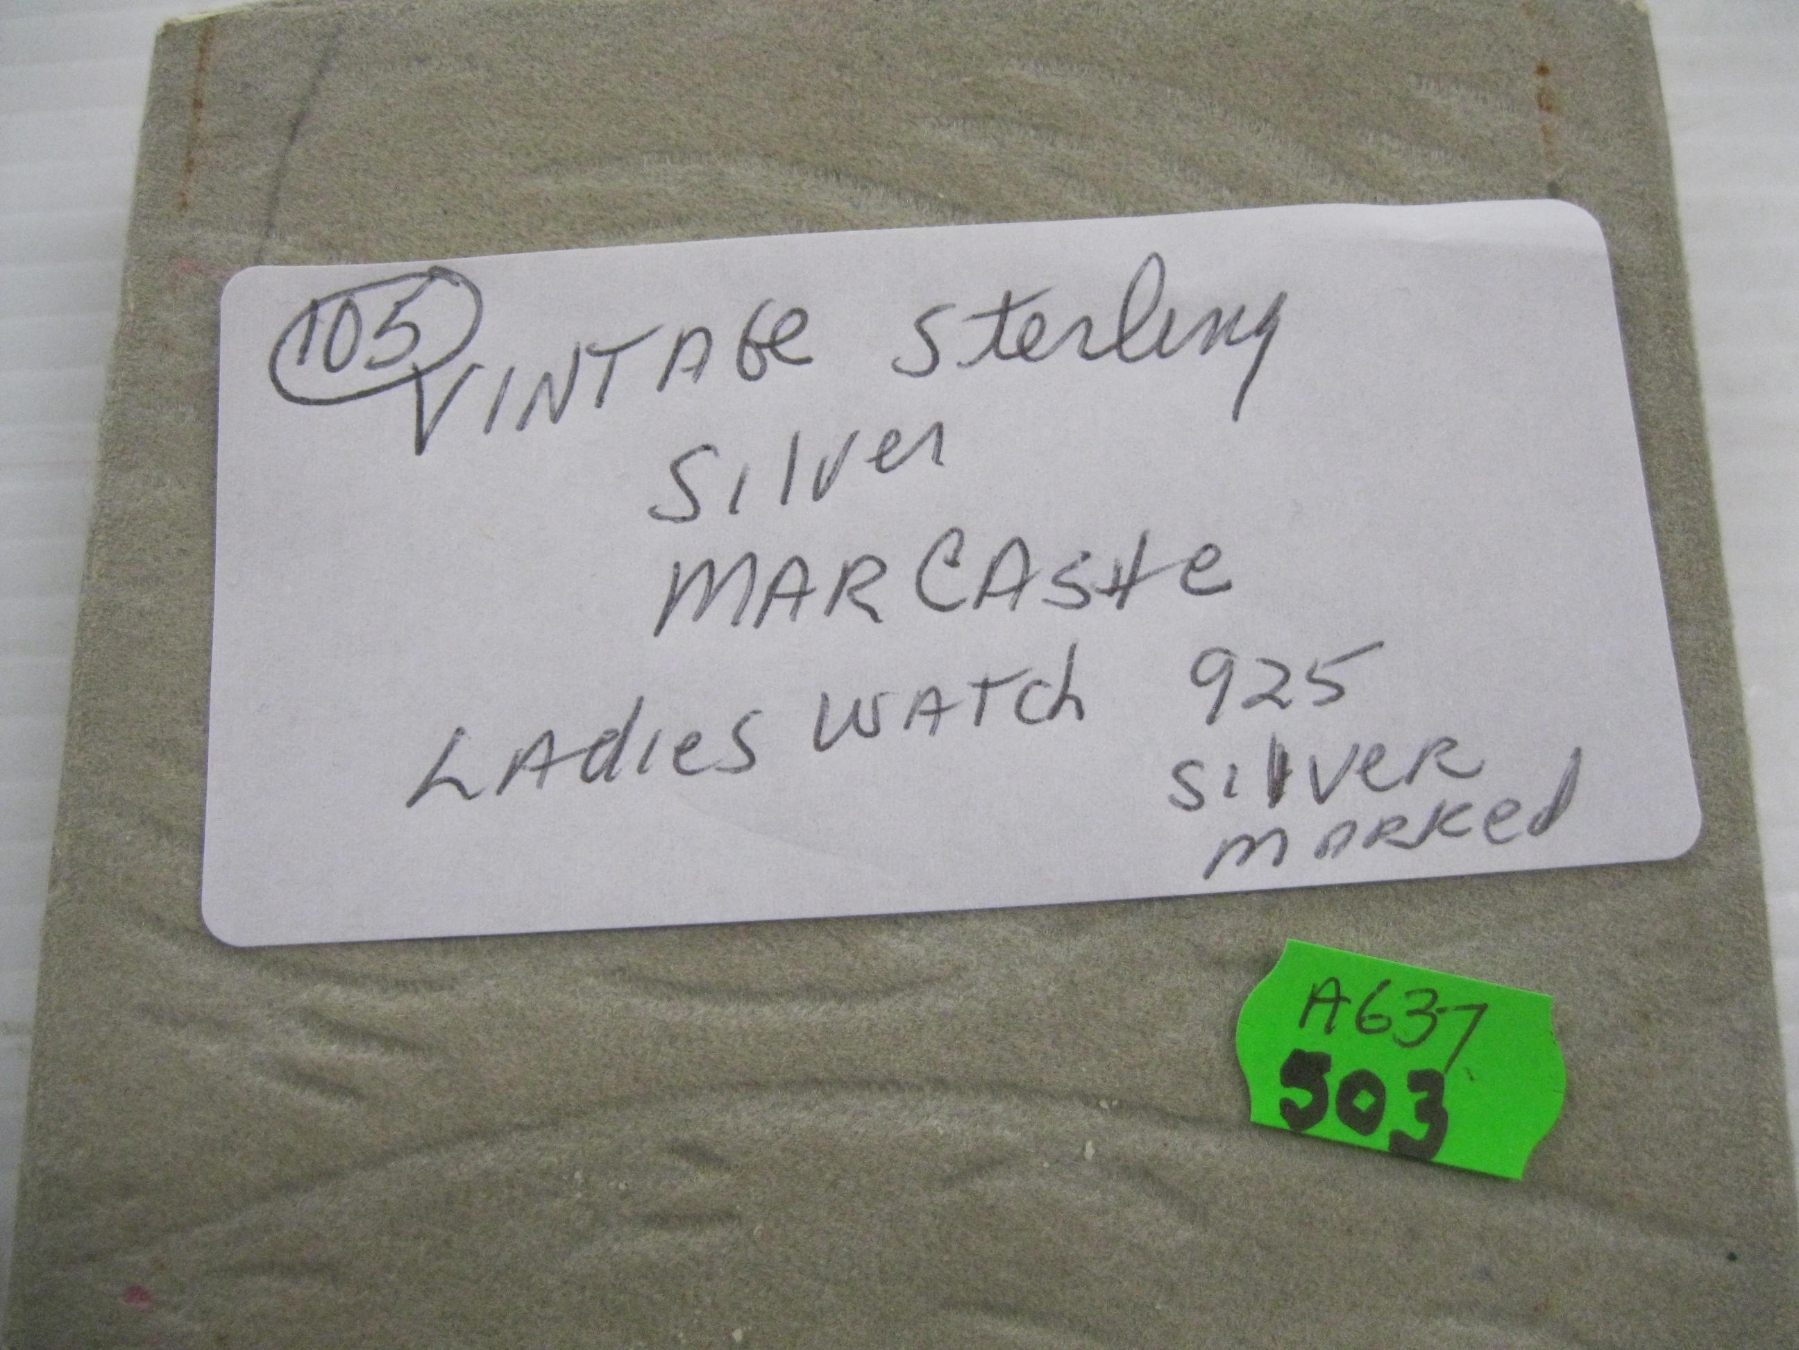 105
VINTAGe Sterling
Silver
MARCASite
LAdies WATch 925
SilVeR
MARKed
A637
503